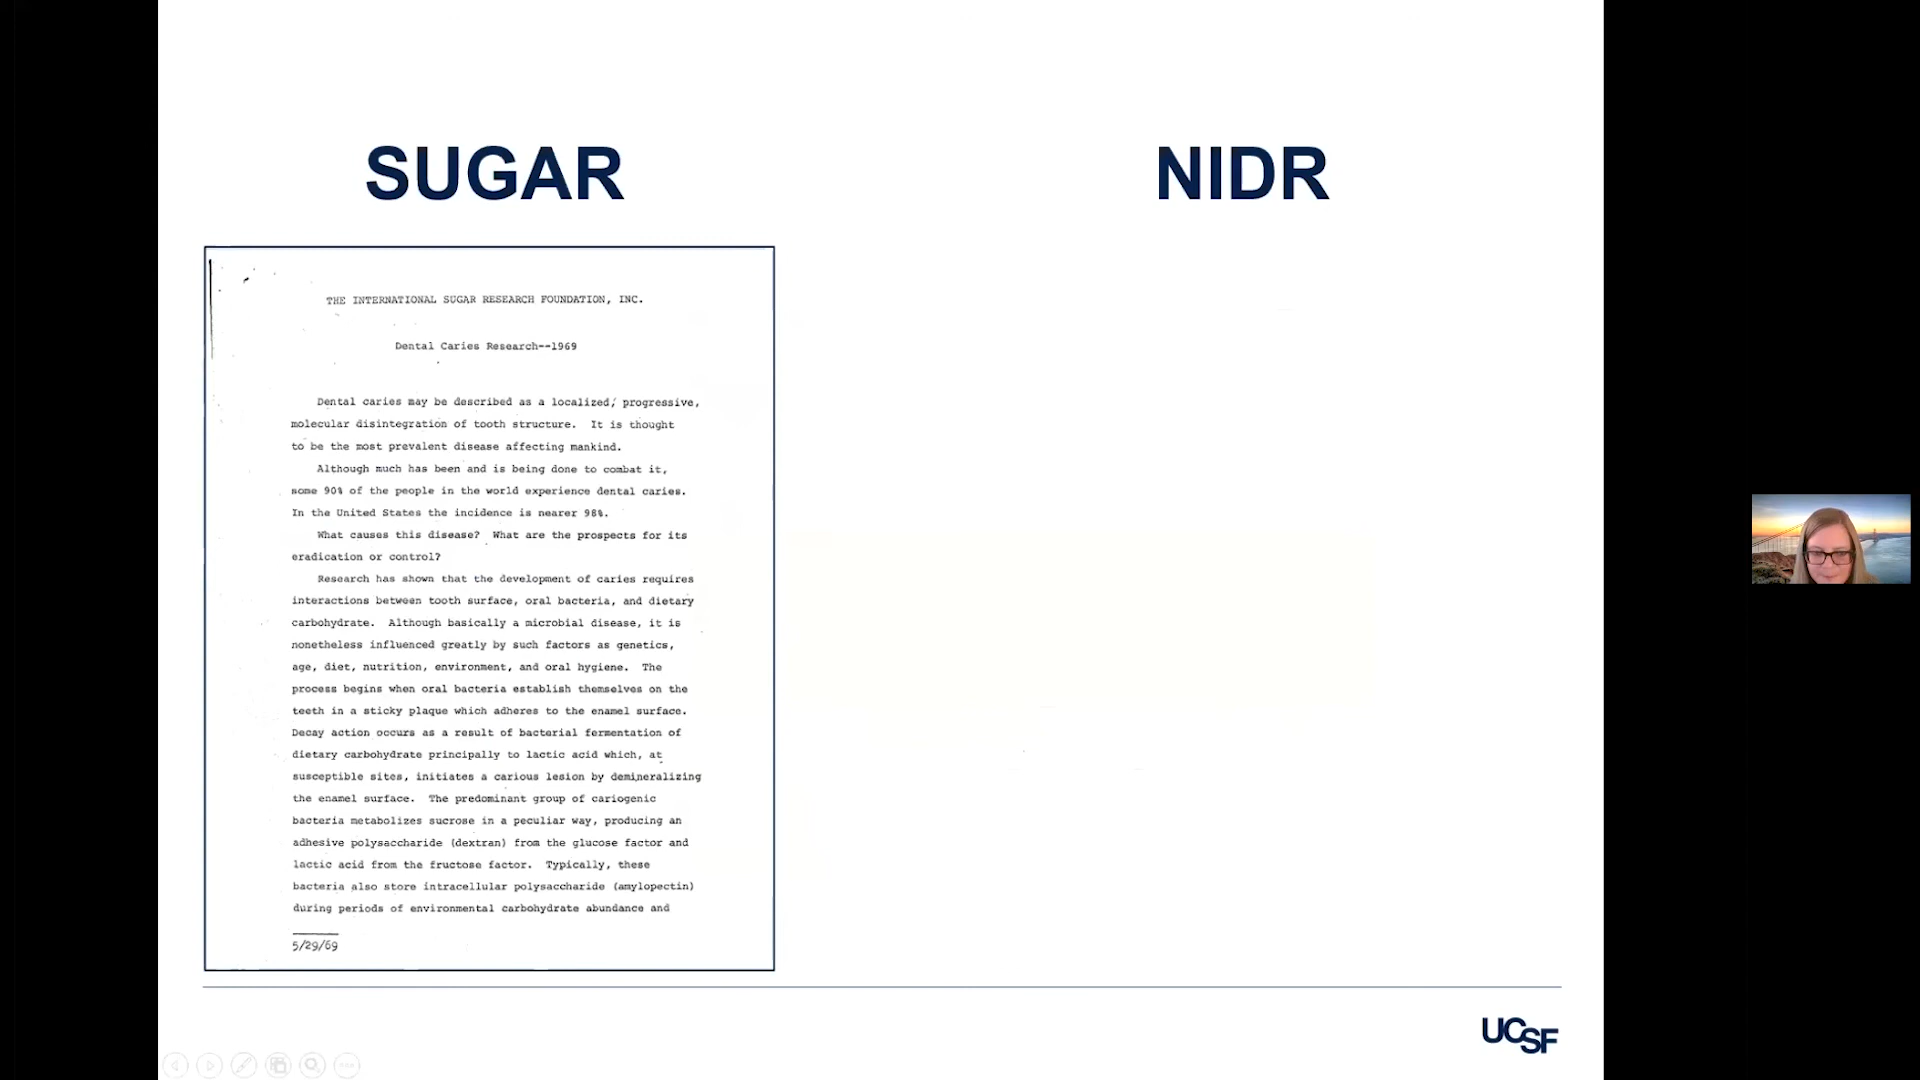 SUGAR
NIDR
THE INTERNATIONAL SUGAR RESEARCH FOUNDATION, INC.
Dental Caries Research--1969
Dental caries may be described as a localized, progressive,
molecular disintegration of tooth structure. It is thought
to be the most prevalent disease affecting mankind.
Although much has been and is being done to combat it,
some 90% of the people in the world experience dental caries.
In the United States the incidence is nearer 98%.
What causes this disease? What are the prospects for its
eradication or control?
Research has shown that the development of caries requires
interactions between tooth surface, oral bacteria, and dietary
carbohydrate. Although basically a microbial disease, it is
nonetheless influenced greatly by such factors as genetics,
age, diet, nutrition, environment, and oral hygiene. The
process begins when oral bacteria establish themselves on the
teeth in a sticky plaque which adheres to the enamel surface.
Decay action occurs as a result of bacterial fermentation of
dietary carbohydrate principally to lactic acid which, at
susceptible sites, initiates a carious lesion by demineralizing
the enamel surface. The predominant group of cariogenic
bacteria metabolizes sucrose in a peculiar way, producing an
adhesive polysaccharide (dextran) from the glucose factor and
lactic acid from the fructose factor. Typically, these
bacteria also store intracellular polysaccharide (amylopectin)
during periods of environmental carbohydrate abundance and
5/29/69
UCSF